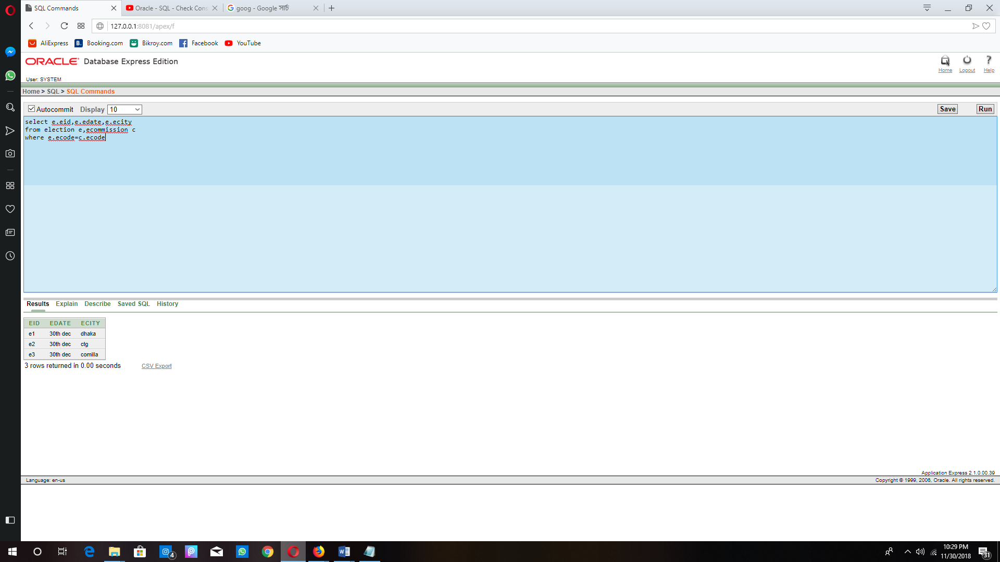 SQL Commands
Oracle - SQL - Check Cons
goog - Google সার্চ
127.0.0.1:8081/apex/f
AliExpress
B. Booking.com
Bikroy.com
Facebook
YouTube
ORACLE Database Express Edition
Home
Logout
? Help
User: SYSTEM
Home > SQL > SQL Commands
Autocommit Display 10
Save
Run
select e.eid,e.edate,e.ecity
from election e,ecommission c
where e.ecode=c.ecode
Results Explain Describe Saved SQL History
EID EDATE ECITY
e1 30th dec dhaka
e2 30th dec ctg
e3 30th dec comilla
3 rows returned in 0.00 seconds
CSV Export
Application Express 2.1.0.00.39
Language: en-us
Copyright © 1999, 2006, Oracle. All rights reserved.
4
10:29 PM
11/30/2018
31